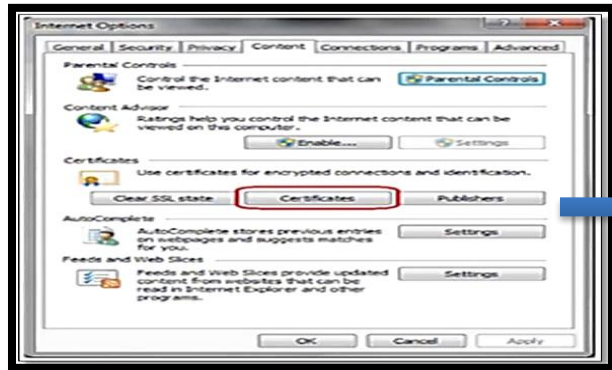 Internet Options
General Security Privacy Content Connections Programs Advanced
Parental Controls
Control the Internet content that can
be viewed.
Parental Controls
Content Advisor
Ratings help you control the Internet content that can be
viewed on this computer.
Enable...
Settings
Certificates
Use certificates for encrypted connections and identification.
Clear SSL state
Certificates
Publishers
AutoComplete
AutoComplete stores previous entries
on webpages and suggests matches
for you.
Settings
Feeds and Web Slices
Feeds and Web Slices provide updated
content from websites that can be
read in Internet Explorer and other
programs.
Settings
OK
Cancel
Apply